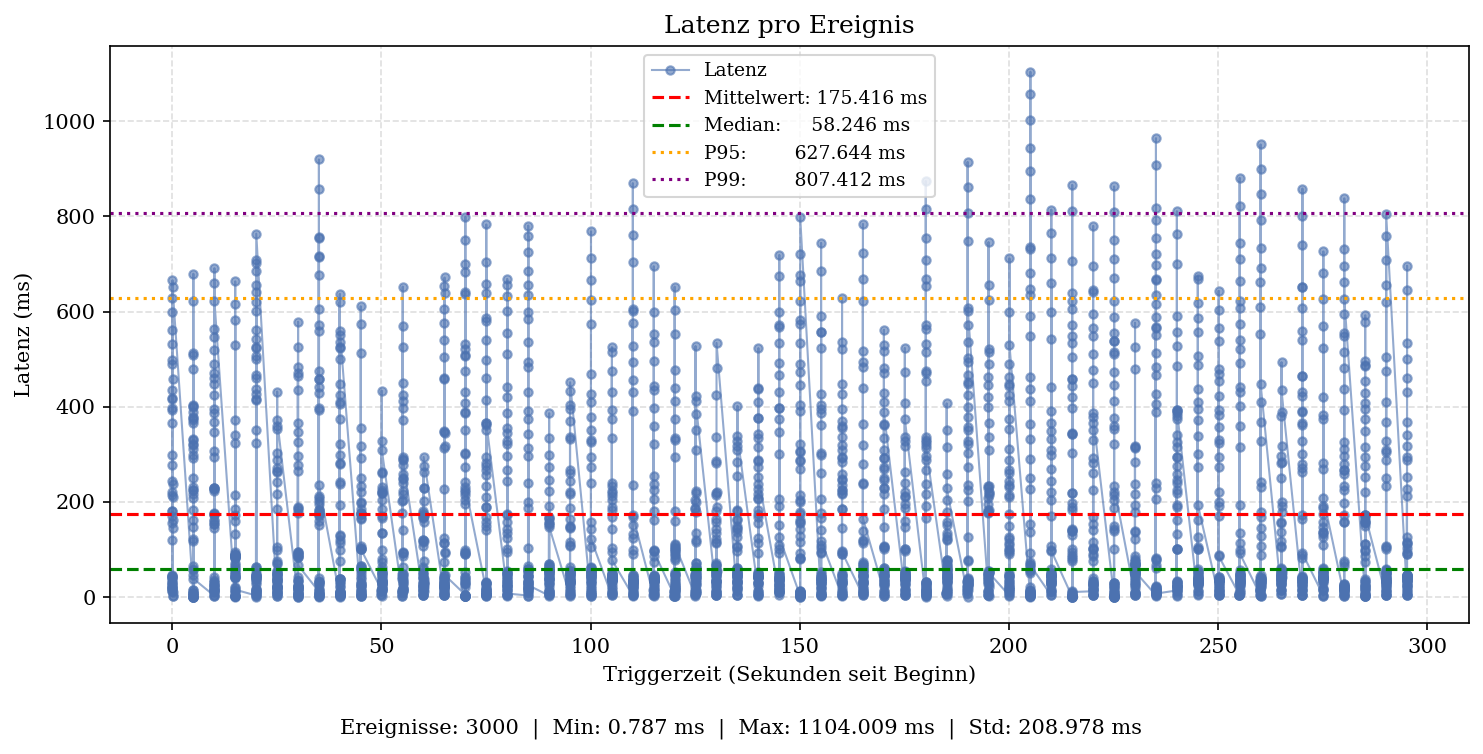 Latenz pro Ereignis
Latenz
Mittelwert: 175.416 ms
Median: 58.246 ms
P95: 627.644 ms
P99: 807.412 ms
1000
800
600
400
200
0
Latenz (ms)
0 50 100 150 200 250 300
Triggerzeit (Sekunden seit Beginn)
Ereignisse: 3000 | Min: 0.787 ms | Max: 1104.009 ms | Std: 208.978 ms